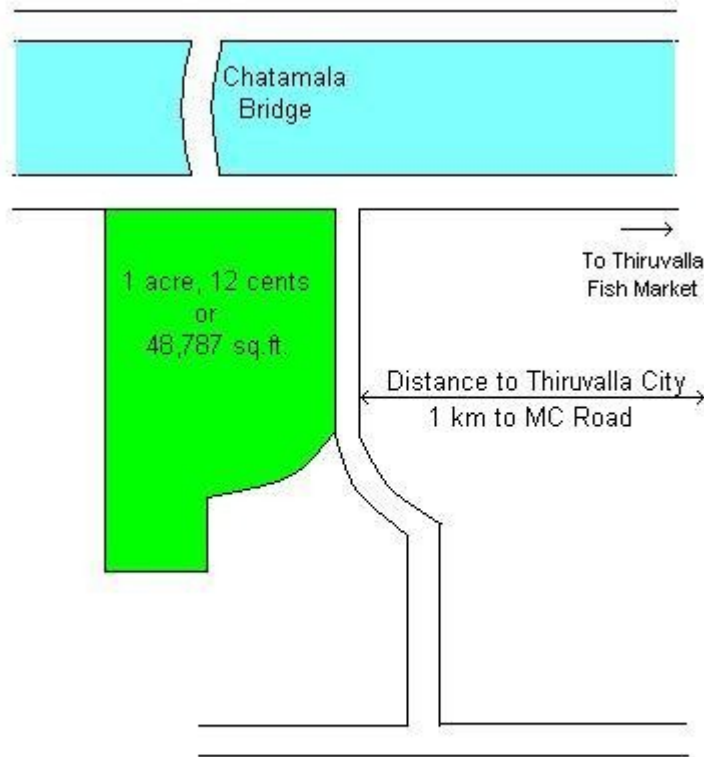 Chatamala
Bridge
To Thiruvalla
Fish Market
1 acre, 12 cents
or
48,787 sq.ft.
Distance to Thiruvalla City
1 km to MC Road